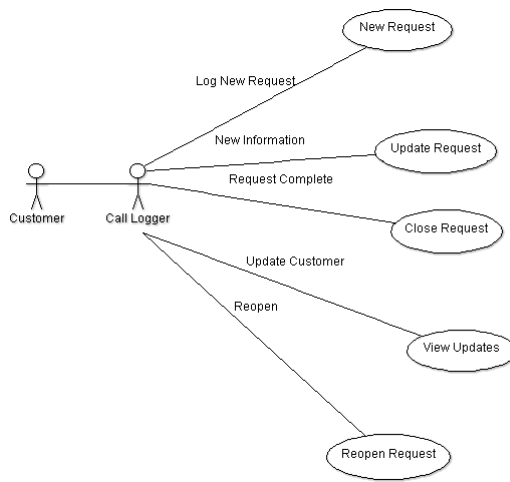 New Request
Log New Request
New Information
Update Request
Request Complete
Customer
Call Logger
Close Request
Update Customer
Reopen
View Updates
Reopen Request